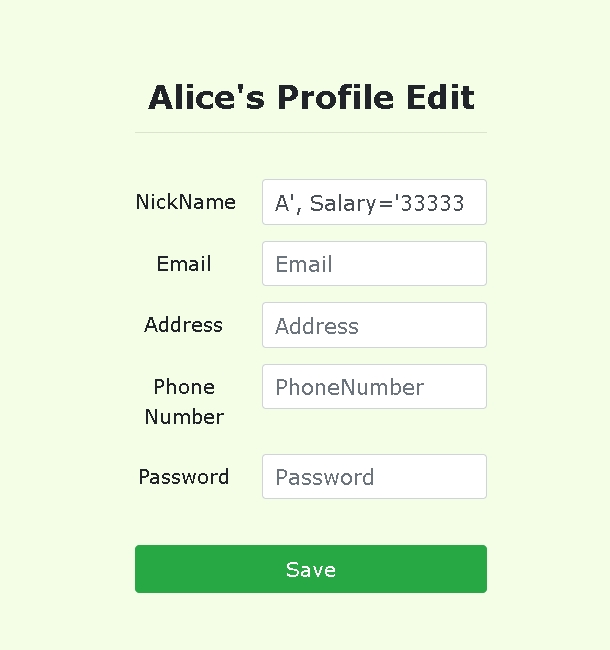 Alice's Profile Edit
NickName
A', Salary='33333
Email
Email
Address
Address
Phone
Number
PhoneNumber
Password
Password
Save